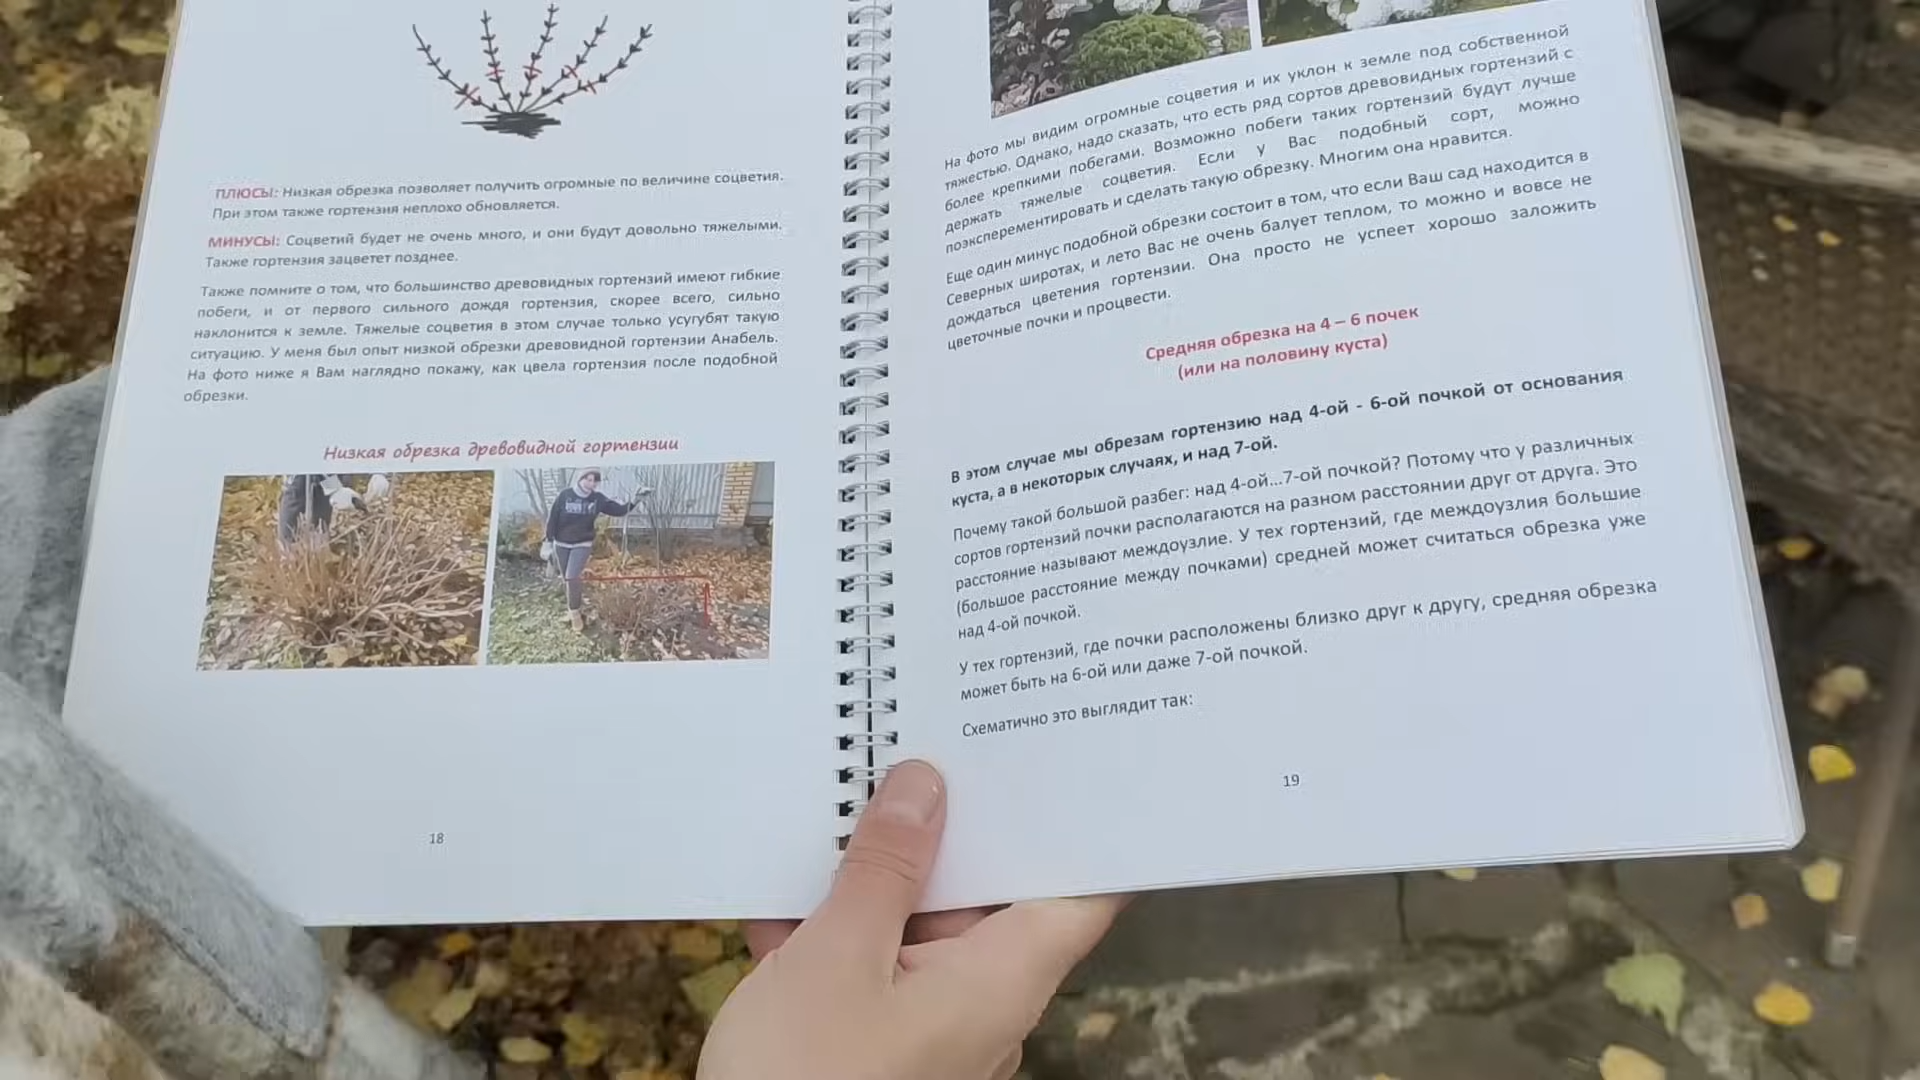 ПЛЮСЫ: Низкая обрезка позволяет получить огромные по величине соцветия.
При этом также гортензия неплохо обновляется.
МИНУСЫ: Соцветий будет не очень много, и они будут довольно тяжелыми.
Также гортензия зацветет позднее.
Также помните о том, что большинство древовидных гортензий имеют гибкие
побеги, и от первого сильного дождя гортензия, скорее всего, сильно
наклонится к земле. Тяжелые соцветия в этом случае только усугубят такую
ситуацию. У меня был опыт низкой обрезки древовидной гортензии Анабель.
На фото ниже я Вам наглядно покажу, как цвела гортензия после подобной
обрезки.
Низкая обрезка древовидной гортензии
18
На фото мы видим огромные соцветия и их уклон к земле под собственной
тяжестью. Однако, надо сказать, что есть ряд сортов древовидных гортензий с
более крепкими побегами. Возможно побеги таких гортензий будут лучше
держать тяжелые соцветия. Если у Вас подобный сорт, можно
поэксперементировать и сделать такую обрезку. Многим она нравится.
Еще один минус подобной обрезки состоит в том, что если Ваш сад находится в
Северных широтах, и лето Вас не очень балует теплом, то можно и вовсе не
дождаться цветения гортензии. Она просто не успеет хорошо заложить
цветочные почки и процвести.
Средняя обрезка на 4 – 6 почек
(или на половину куста)
В этом случае мы обрезам гортензию над 4-ой - 6-ой почкой от основания
куста, а в некоторых случаях, и над 7-ой.
Почему такой большой разбег: над 4-ой...7-ой почкой? Потому что у различных
сортов гортензий почки располагаются на разном расстоянии друг от друга. Это
расстояние называют междоузлие. У тех гортензий, где междоузлия большие
(большое расстояние между почками) средней может считаться обрезка уже
над 4-ой почкой.
У тех гортензий, где почки расположены близко друг к другу, средняя обрезка
может быть на 6-ой или даже 7-ой почкой.
Схематично это выглядит так:
19